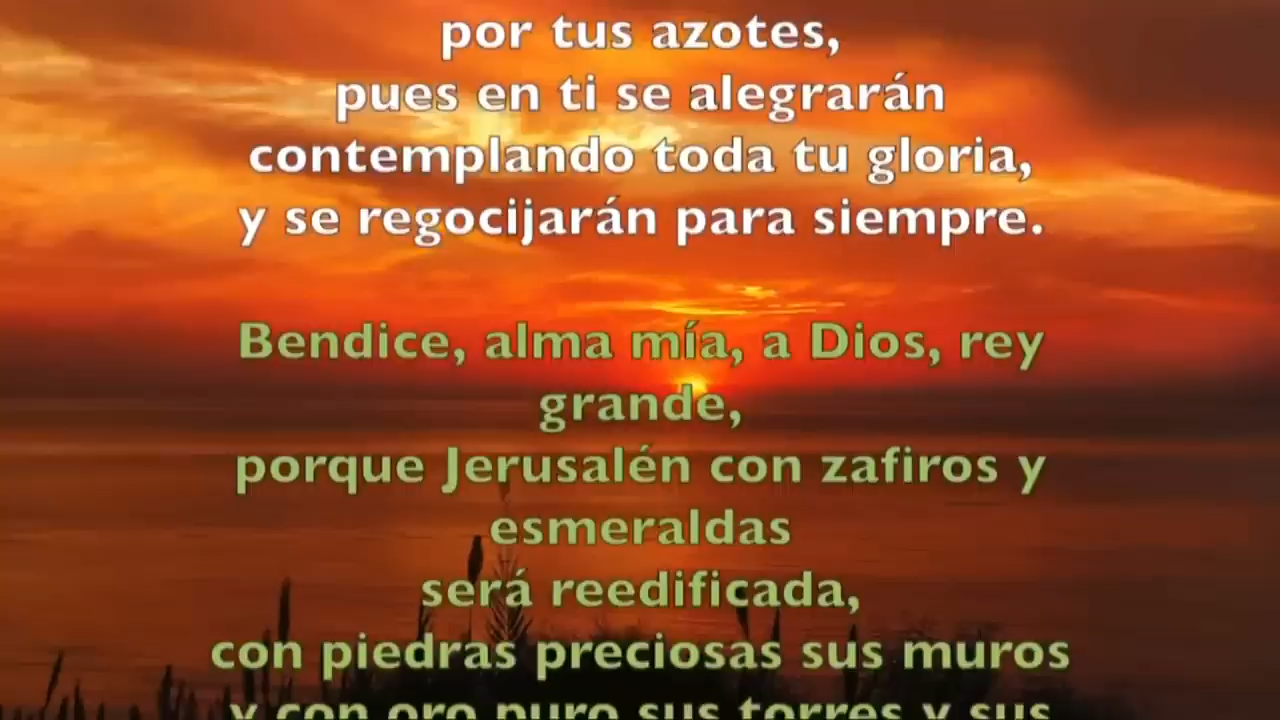 por tus azotes,
pues en ti se alegrarán
contemplando toda tu gloria,
y se regocijarán para siempre.
Bendice, alma mía, a Dios, rey
grande,
porque Jerusalén con zafiros y
esmeraldas
será reedificada,
con piedras preciosas sus muros
y con oro puro sus torres y sus